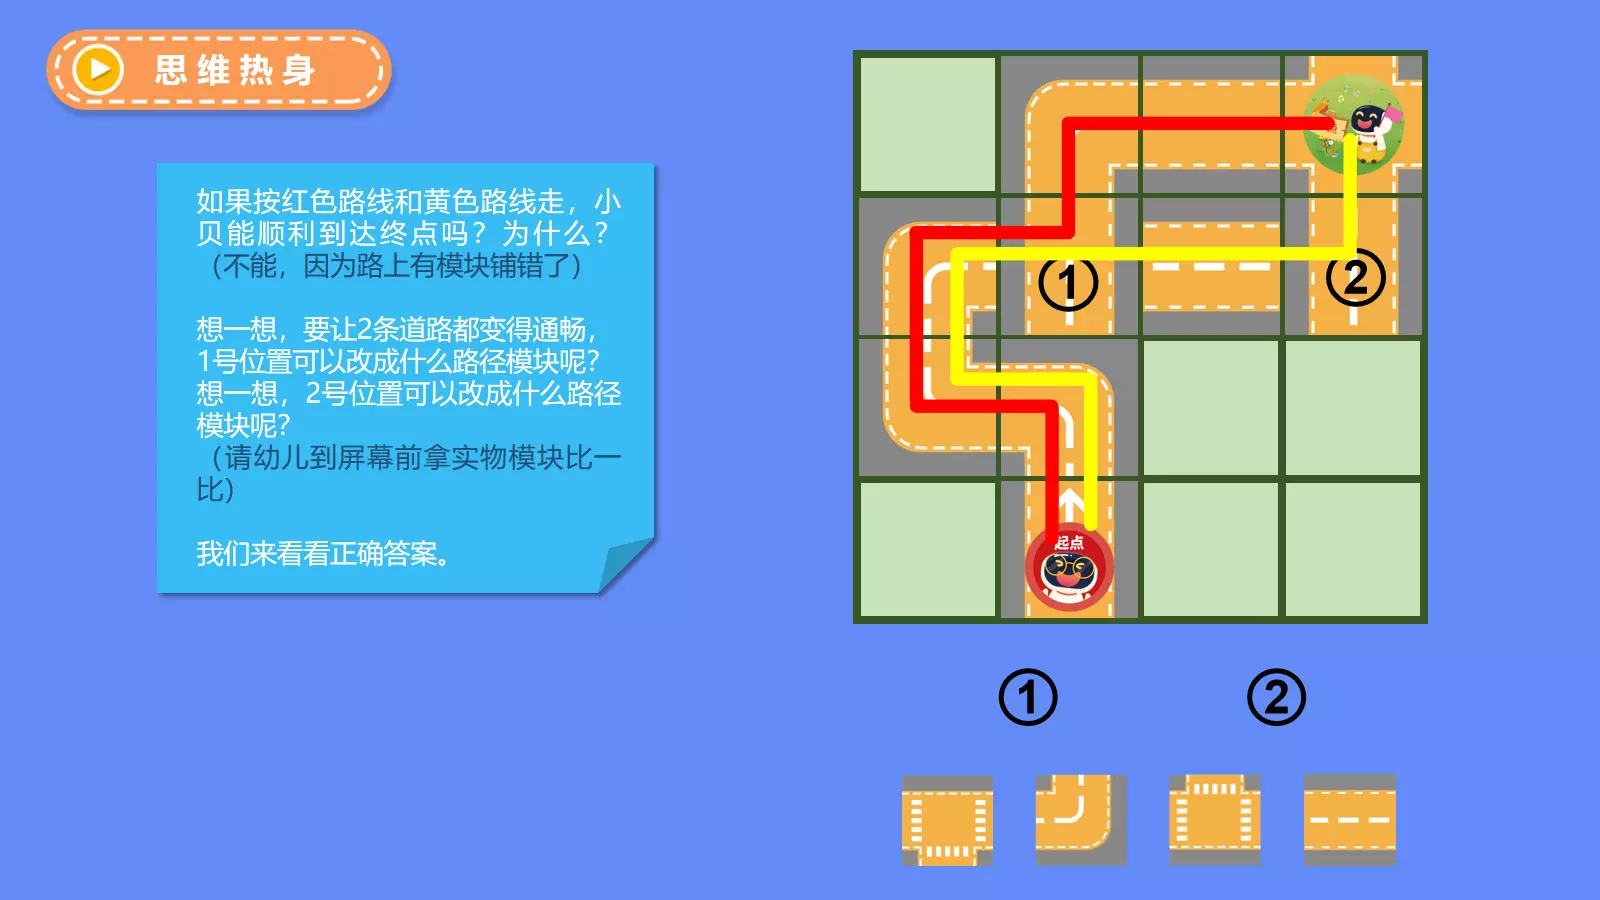 思维热身
如果按红色路线和黄色路线走，小
贝能顺利到达终点吗？为什么？
（不能，因为路上有模块铺错了）
想一想，要让2条道路都变得通畅，
1号位置可以改成什么路径模块呢？
想一想，2号位置可以改成什么路径
模块呢？
（请幼儿到屏幕前拿实物模块比一
比）
我们来看看正确答案。
①
②
起点
①
②